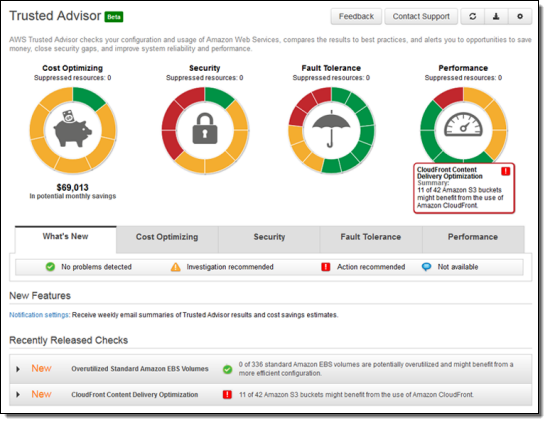 Trusted Advisor Beta
Feedback Contact Support
AWS Trusted Advisor checks your configuration and usage of Amazon Web Services, compares the results to best practices, and alerts you to opportunities to save
money, close security gaps, and improve system reliability and performance.
Cost Optimizing Security Fault Tolerance Performance
Suppressed resources: 0 Suppressed resources: 0 Suppressed resources: 0 Suppressed resources: 0
$69,013
In potential monthly savings
CloudFront Content
Delivery Optimization
Summary:
11 of 42 Amazon S3 buckets
might benefit from the use of
Amazon CloudFront.
What's New Cost Optimizing Security Fault Tolerance Performance
No problems detected Investigation recommended Action recommended Not available
New Features
Notification settings: Receive weekly email summaries of Trusted Advisor results and cost savings estimates.
Recently Released Checks
New Overutilized Standard Amazon EBS Volumes 0 of 336 standard Amazon EBS volumes are potentially overutilized and might benefit from a
more efficient configuration.
New CloudFront Content Delivery Optimization 11 of 42 Amazon S3 buckets might benefit from the use of Amazon CloudFront.